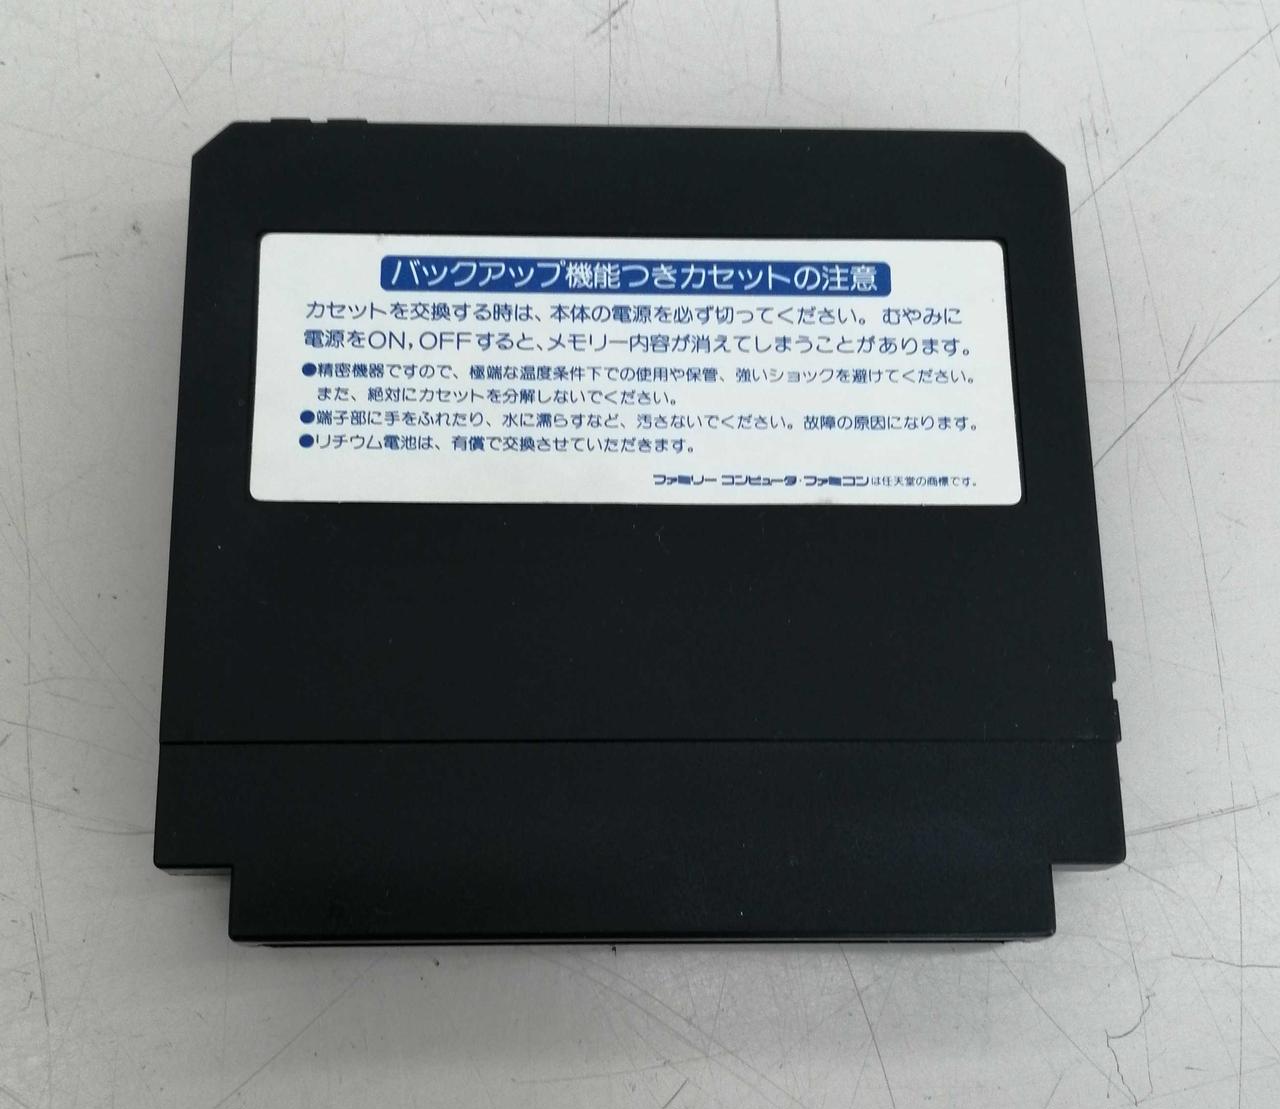 バックアップ機能つきカセットの注意
カセットを交換する時は、本体の電源を必ず切ってください。むやみに
電源をON,OFFすると、メモリー内容が消えてしまうことがあります。
●精密機器ですので、極端な温度条件下での使用や保管、強いショックを避けてください。
また、絶対にカセットを分解しないでください。
●端子部に手をふれたり、水に濡らすなど、汚さないでください。故障の原因になります。
●リチウム電池は、有償で交換させていただきます。
ファミリー コンピュータ・ファミコンは任天堂の商標です。